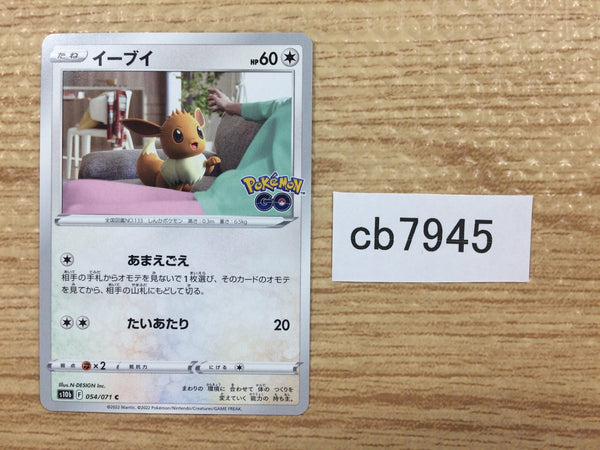 たね イーブイ HP60
Pokémon
GO
全国図鑑NO.133 しんかポケモン 高さ:0.3m 重さ:6.5kg
あまえごえ
相手の手札からオモテを見ないで1枚選び、そのカードのオモテ
を見てから、相手の山札にもどして切る。
たいあたり 20
弱点 ×2 抵抗力 にげる
Illus.N-DESIGN Inc.
s10b F 054/071 C
まわりの環境に合わせて体のつくりを
変えていく能力の持ち主。
©2022 Niantic. ©2022 Pokémon/Nintendo/Creatures/GAME FREAK.
cb7945